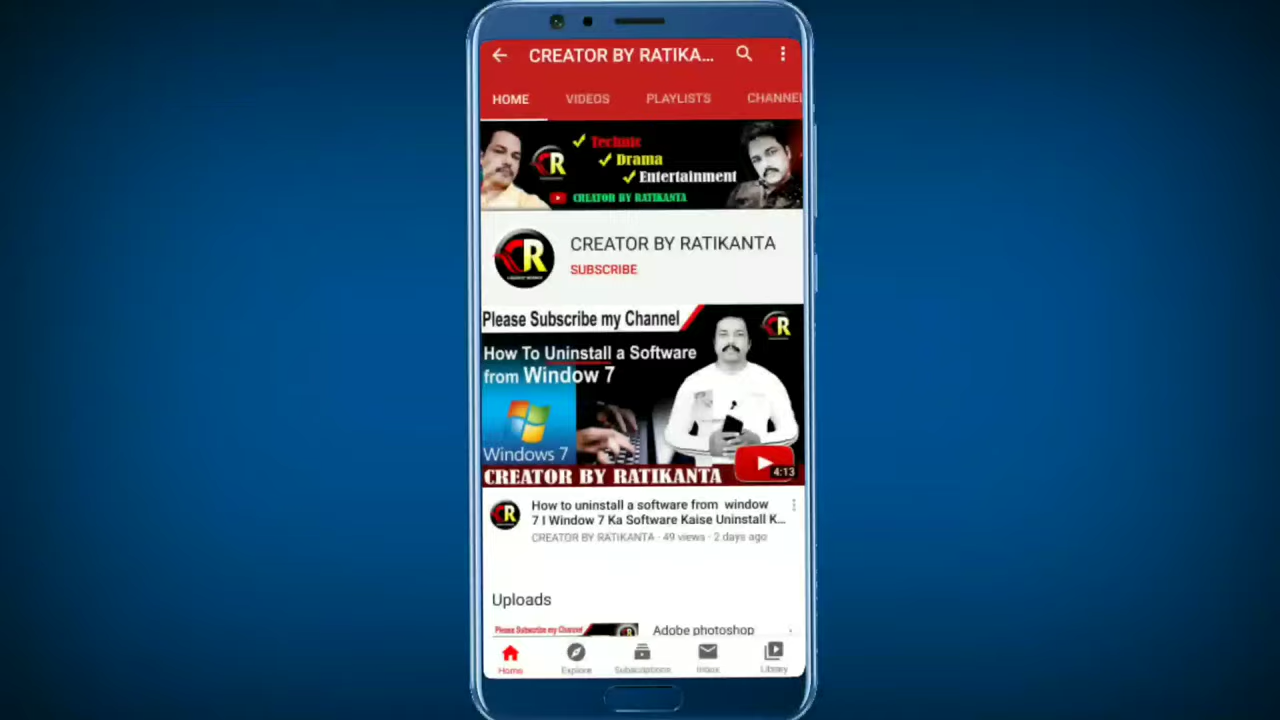 CREATOR BY RATIKA...
HOME VIDEOS PLAYLISTS CHANNEL
Technic
Drama
Entertainment
CREATOR BY RATIKANTA
CR
CREATOR BY RATIKANTA
SUBSCRIBE
Please Subscribe my Channel
How To Uninstall a Software
from Window 7
Windows 7
CREATOR BY RATIKANTA
4:13
How to uninstall a software from window
7 I Window 7 Ka Software Kaise Uninstall K...
CREATOR BY RATIKANTA · 49 views · 2 days ago
Uploads
Please Subscribe my Channel
Adobe photoshop
Home Explore Subscriptions Inbox Library